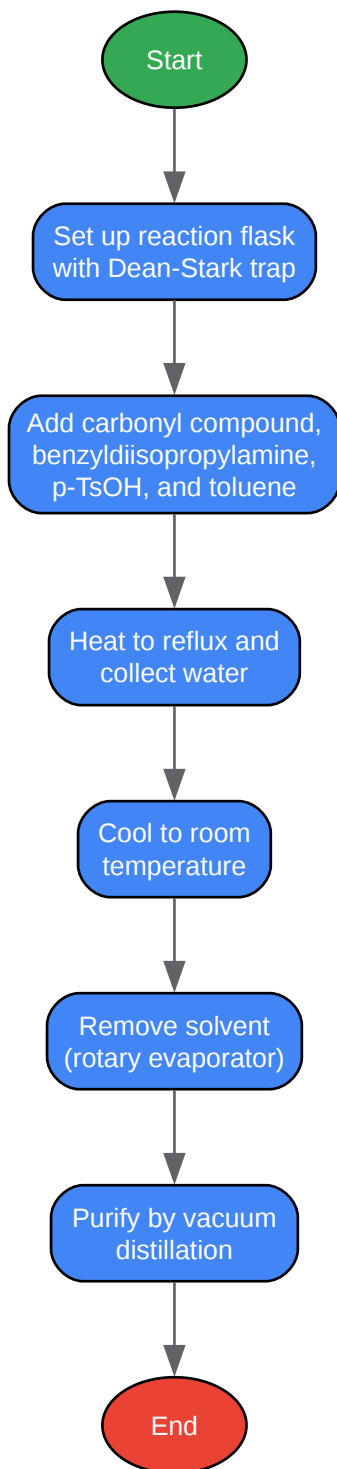 Start
Set up reaction flask
with Dean-Stark trap
Add carbonyl compound,
benzyldiisopropylamine,
p-TsOH, and toluene
Heat to reflux and
collect water
Cool to room
temperature
Remove solvent
(rotary evaporator)
Purify by vacuum
distillation
End